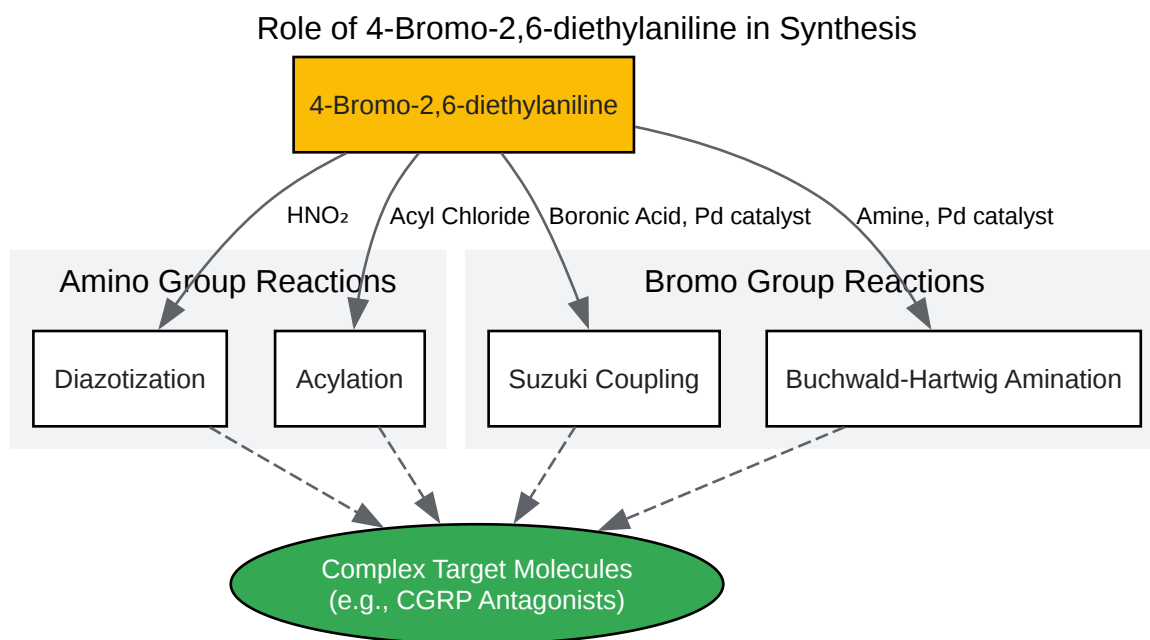 Role of 4-Bromo-2,6-diethylaniline in Synthesis
4-Bromo-2,6-diethylaniline
HNO₂
Acyl Chloride
Boronic Acid, Pd catalyst
Amine, Pd catalyst
Amino Group Reactions
Bromo Group Reactions
Diazotization
Acylation
Suzuki Coupling
Buchwald-Hartwig Amination
Complex Target Molecules
(e.g., CGRP Antagonists)